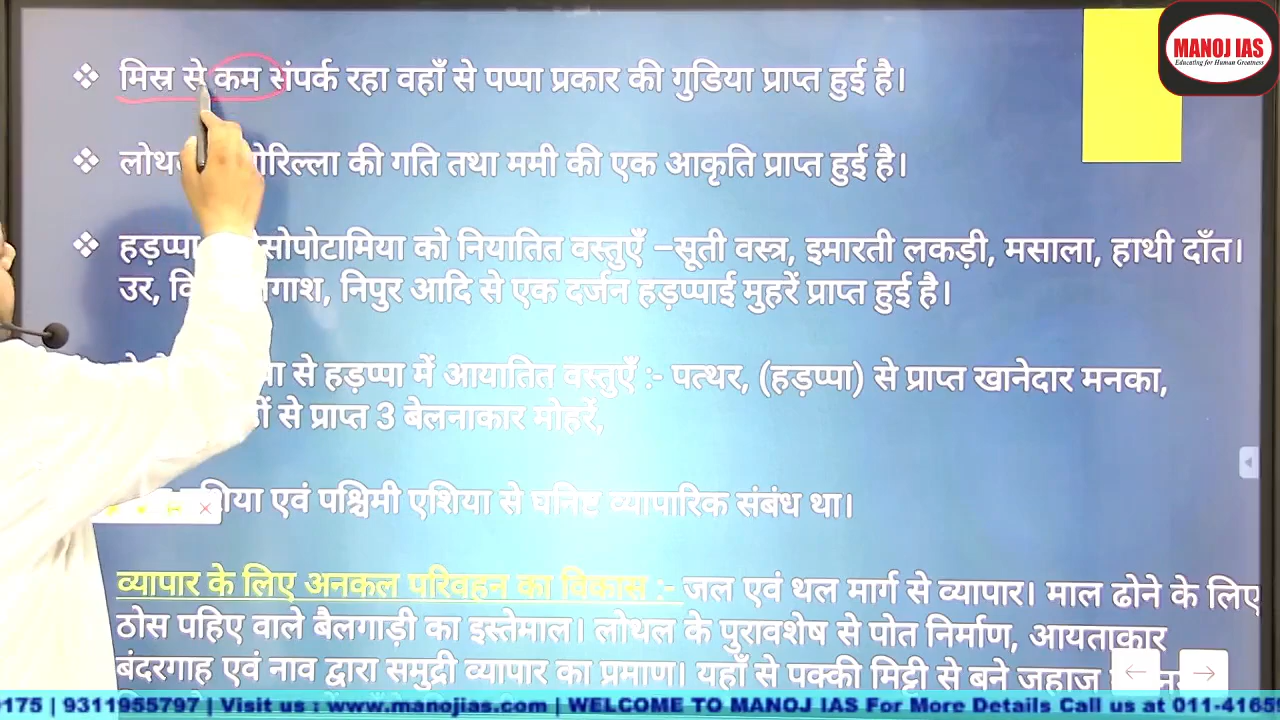 MANOJ IAS
Educating for Human Greatness
❖ मिस्र से कम संपर्क रहा वहाँ से पप्पा प्रकार की गुडिया प्राप्त हुई है।
❖ की गति तथा ममी की एक आकृति प्राप्त हुई है।
❖ को नियातित वस्तुएँ –सूती वस्त्र, इमारती लकड़ी, मसाला, हाथी दाँत।
उर, निपुर आदि से एक दर्जन हड़प्पाई मुहरें प्राप्त हुई है।
से हड़प्पा में आयातित वस्तुएँ :- पत्थर, (हड़प्पा) से प्राप्त खानेदार मनका,
से प्राप्त 3 बेलनाकार मोहरें,
एवं पश्चिमी एशिया से घनिष्ट व्यापारिक संबंध था।
व्यापार के लिए अनकल परिवहन का विकास :- जल एवं थल मार्ग से व्यापार। माल ढोने के लिए
ठोस पहिए वाले बैलगाड़ी का इस्तेमाल। लोथल के पुरावशेष से पोत निर्माण, आयताकार
बंदरगाह एवं नाव द्वारा समुद्री व्यापार का प्रमाण। यहाँ से पक्की मिट्टी से बने जहाज
175 | 9311955797 | Visit us : www.manojias.com | WELCOME TO MANOJ IAS For More Details Call us at 011-4165